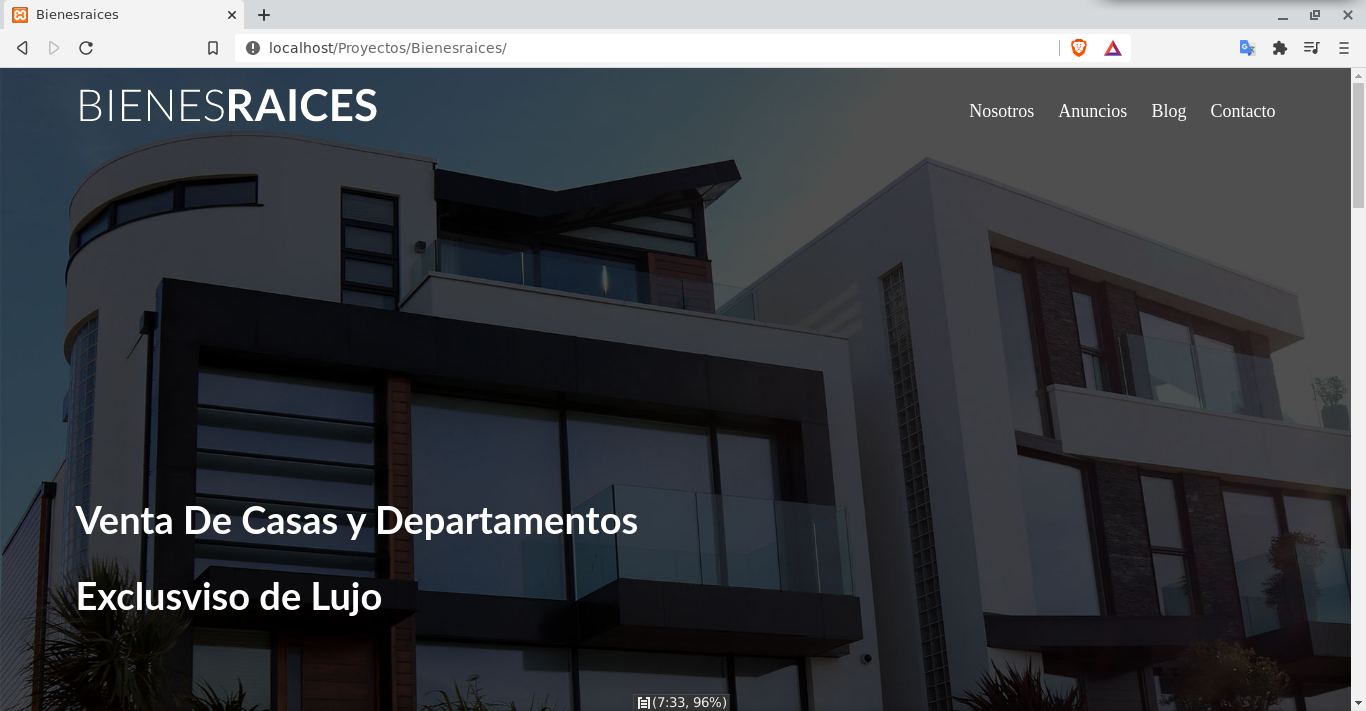 Bienesraices
localhost/Proyectos/Bienesraices/
BIENESRAICES
Nosotros Anuncios Blog Contacto
Venta De Casas y Departamentos
Exclusviso de Lujo
(7:33, 96%)